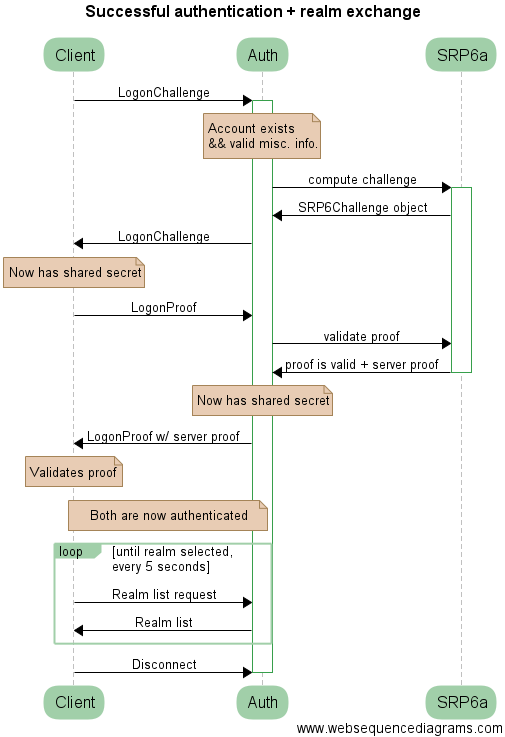 Successful authentication + realm exchange
Client
Auth
SRP6a
LogonChallenge
Account exists
&& valid misc. info.
compute challenge
SRP6Challenge object
LogonChallenge
Now has shared secret
LogonProof
validate proof
proof is valid + server proof
Now has shared secret
LogonProof w/ server proof
Validates proof
Both are now authenticated
loop
[until realm selected,
every 5 seconds]
Realm list request
Realm list
Disconnect
Client
Auth
SRP6a
www.websequencediagrams.com